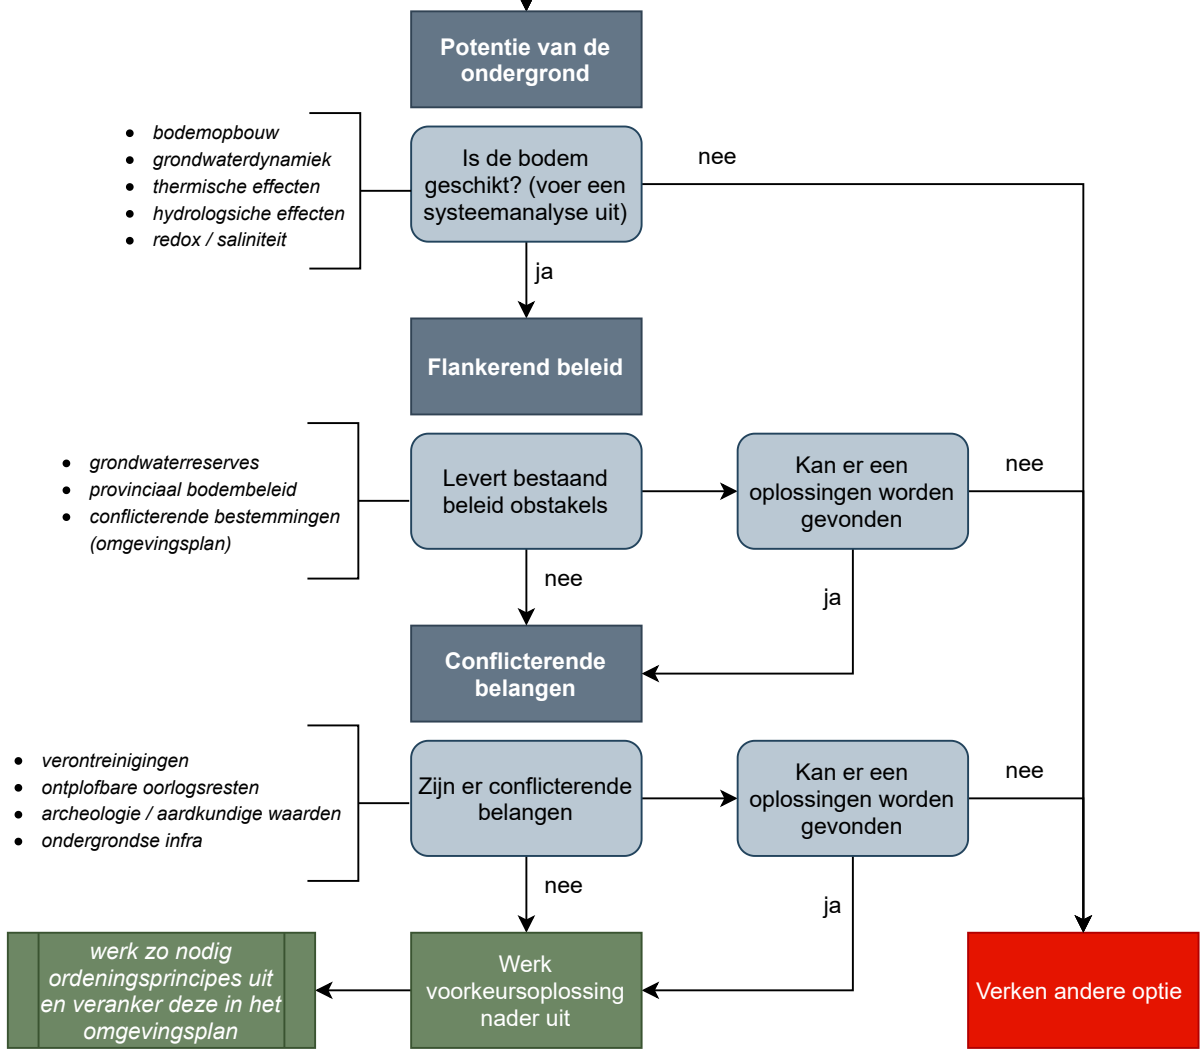 Potentie van de
ondergrond
bodemopbouw
grondwaterdynamiek
thermische effecten
hydrologsiche effecten
redox / saliniteit
Is de bodem
geschikt? (voer een
systeemanalyse uit)
nee
ja
Flankerend beleid
grondwaterreserves
provinciaal bodembeleid
conflicterende bestemmingen
(omgevingsplan)
Levert bestaand
beleid obstakels
Kan er een
oplossingen worden
gevonden
nee
nee
ja
Conflicterende
belangen
verontreinigingen
ontplofbare oorlogsresten
archeologie / aardkundige waarden
ondergrondse infra
Zijn er conflicterende
belangen
Kan er een
oplossingen worden
gevonden
nee
nee
ja
werk zo nodig
ordeningsprincipes uit
en veranker deze in het
omgevingsplan
Werk
voorkeursoplossing
nader uit
Verken andere optie